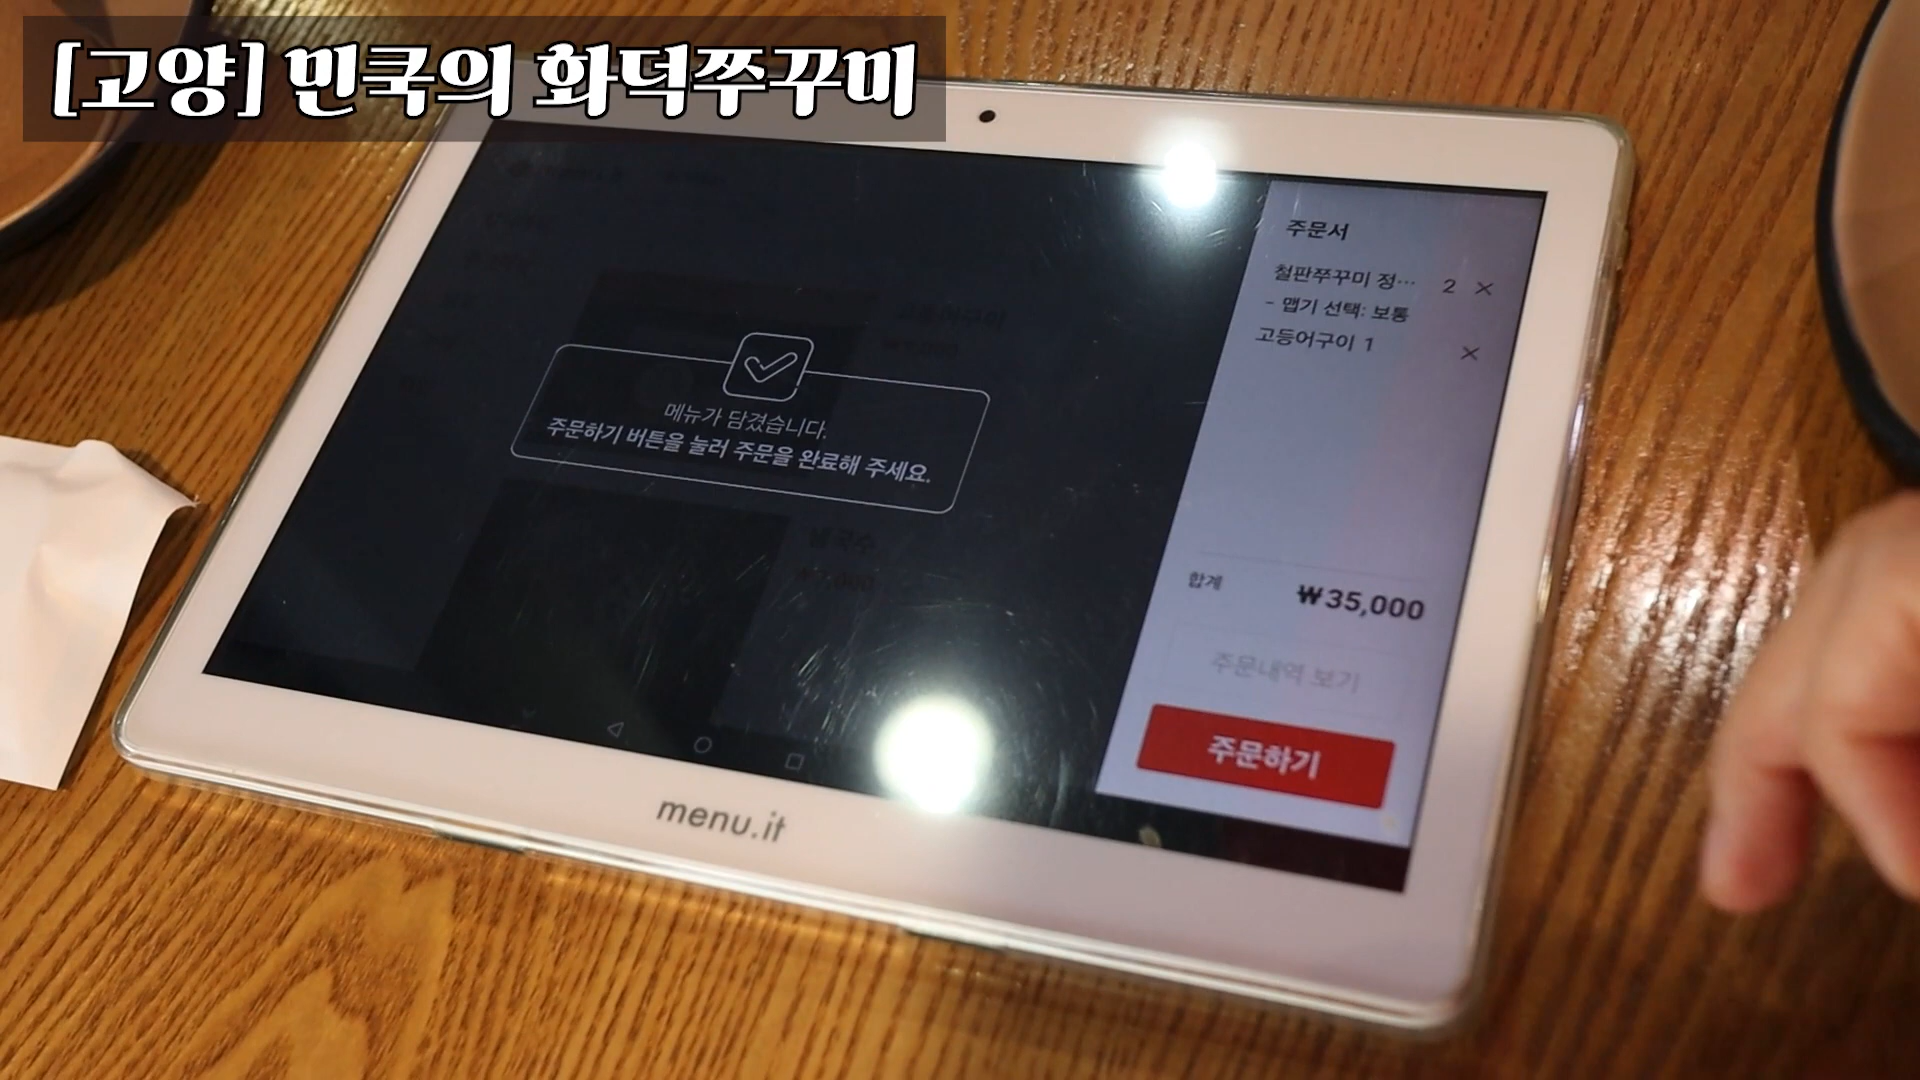 [고양] 민쿡의 화덕쭈꾸미
메뉴가 담겼습니다.
주문하기 버튼을 눌러 주문을 완료해 주세요.
주문서
철판쭈꾸미 정… 2 ×
- 맵기 선택: 보통
고등어구이 1 ×
합계 ₩35,000
주문내역 보기
주문하기
menu.it